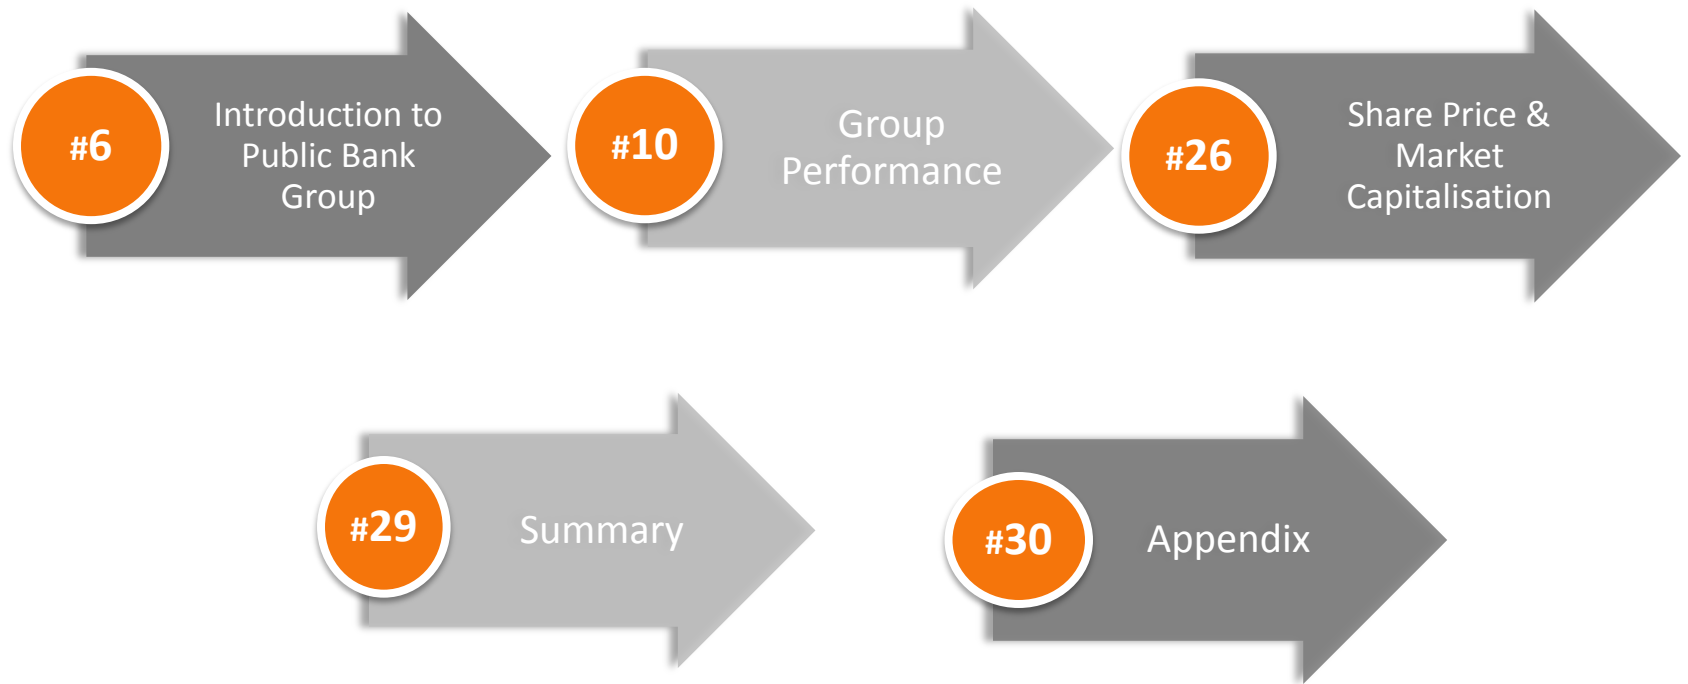 #6
Introduction to
Public Bank
Group
#10
Group
Performance
#26
Share Price &
Market
Capitalisation
#29
Summary
#30
Appendix